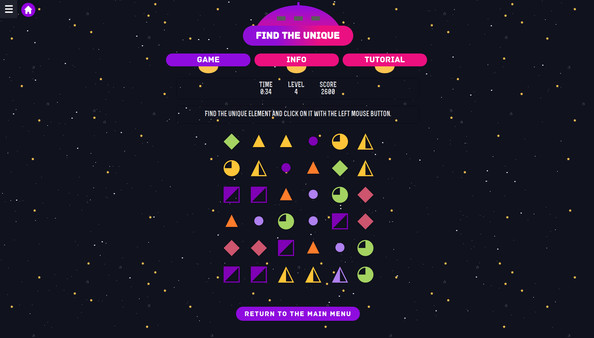 FIND THE UNIQUE
GAME INFO TUTORIAL
TIME LEVEL SCORE
0:34 4 2600
FIND THE UNIQUE ELEMENT AND CLICK ON IT WITH THE LEFT MOUSE BUTTON.
RETURN TO THE MAIN MENU